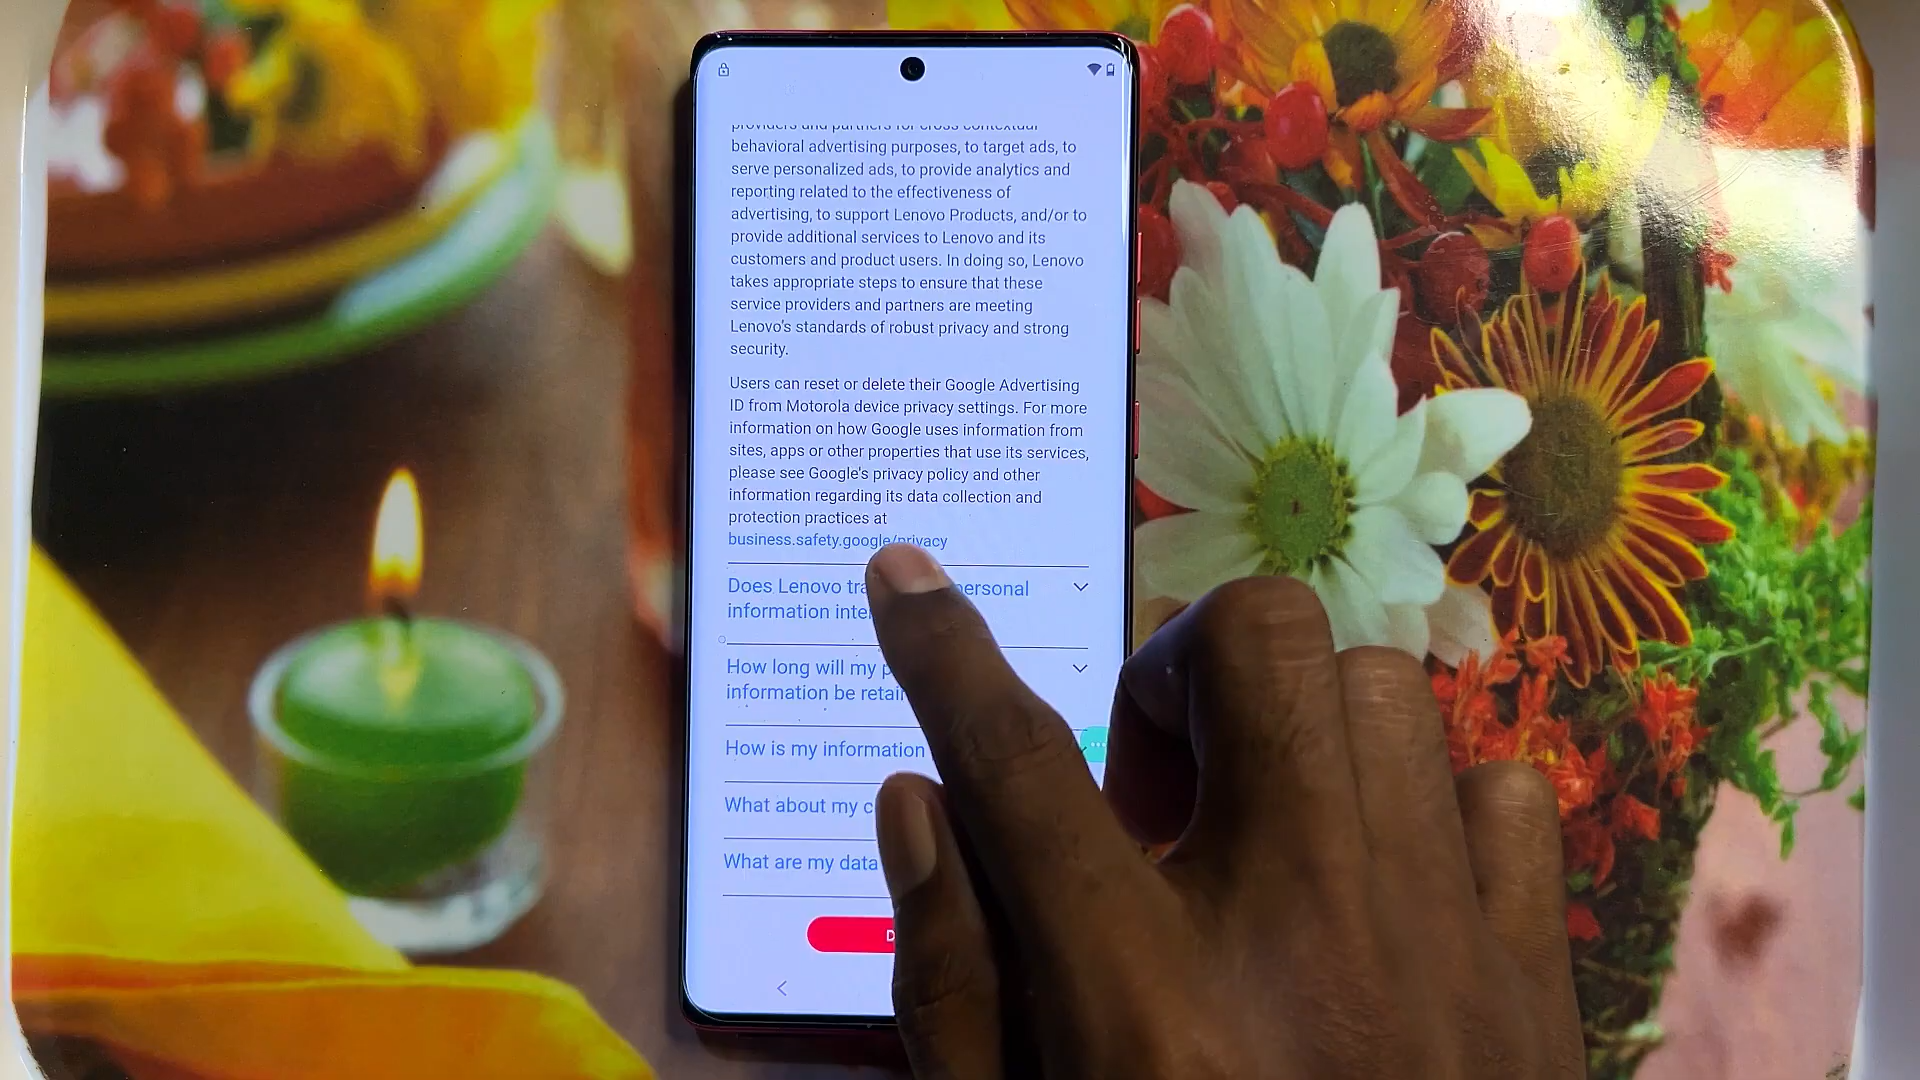 providers and partners for cross contextual
behavioral advertising purposes, to target ads, to
serve personalized ads, to provide analytics and
reporting related to the effectiveness of
advertising, to support Lenovo Products, and/or to
provide additional services to Lenovo and its
customers and product users. In doing so, Lenovo
takes appropriate steps to ensure that these
service providers and partners are meeting
Lenovo's standards of robust privacy and strong
security.
Users can reset or delete their Google Advertising
ID from Motorola device privacy settings. For more
information on how Google uses information from
sites, apps or other properties that use its services,
please see Google's privacy policy and other
information regarding its data collection and
protection practices at
business.safety.google/privacy
Does Lenovo personal
information
How long will my
information be
How is my information
What about my
What are my data